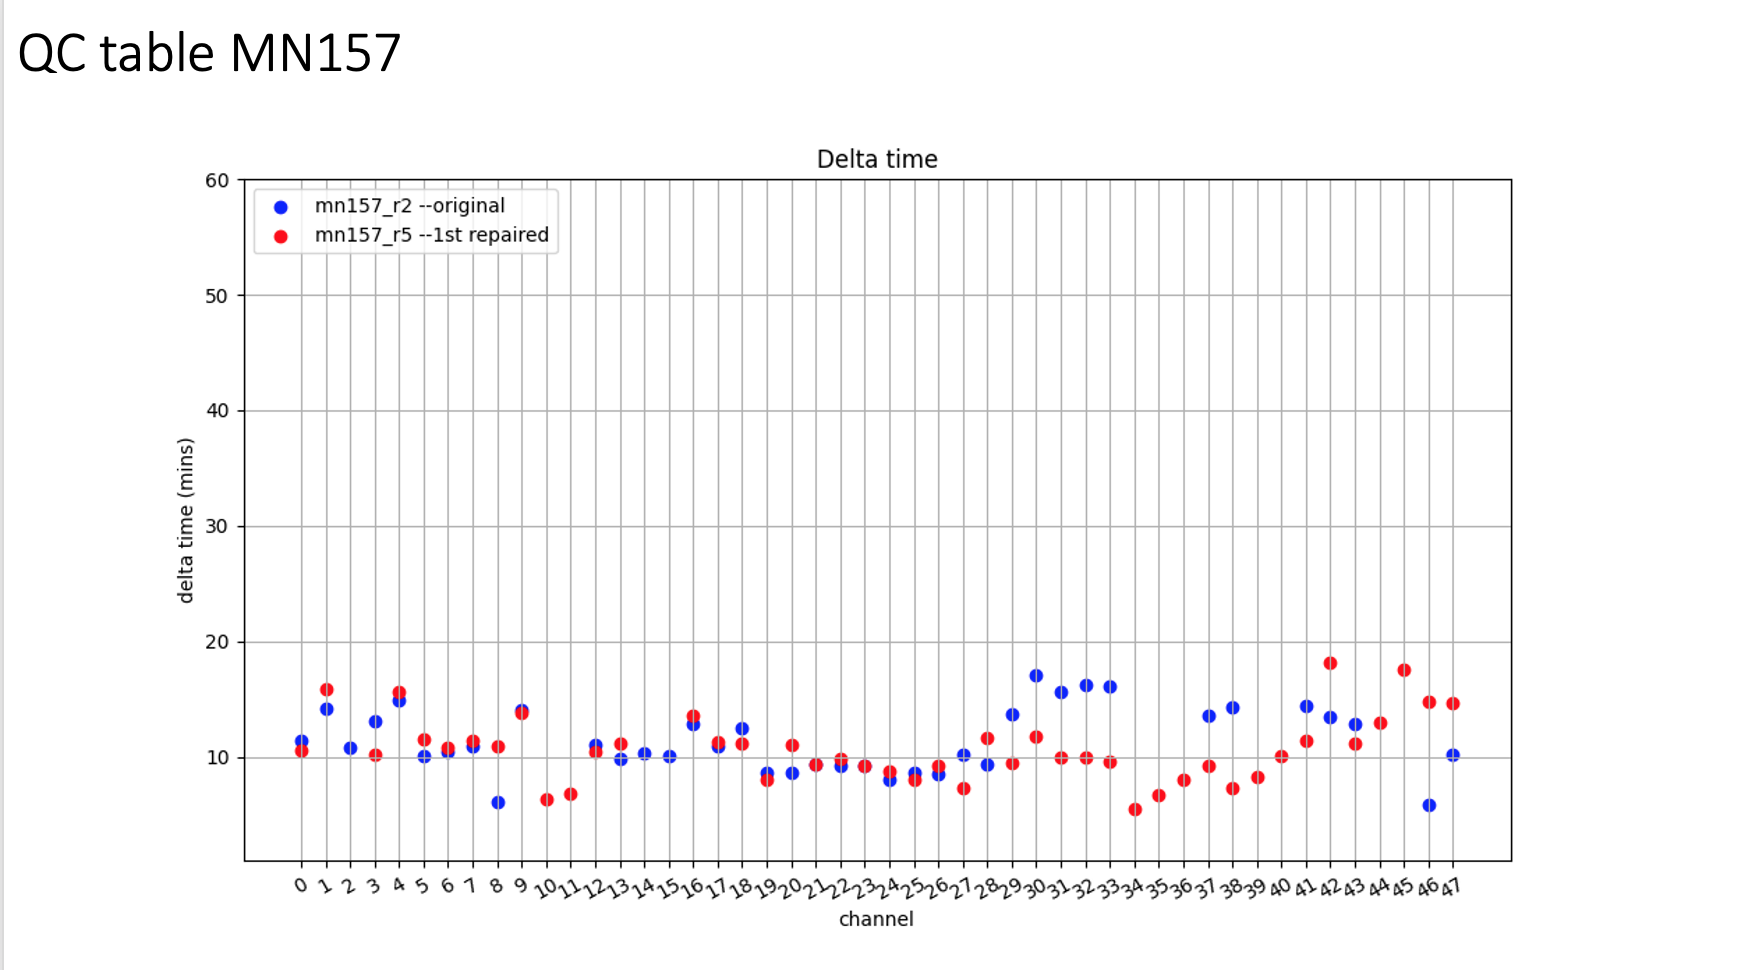 QC table MN157
Delta time
mn157_r2 --original
mn157_r5 --1st repaired
60
50
40
30
20
10
delta time (mins)
0 1 2 3 4 5 6 7 8 9 10 11 12 13 14 15 16 17 18 19 20 21 22 23 24 25 26 27 28 29 30 31 32 33 34 35 36 37 38 39 40 41 42 43 44 45 46 47
channel